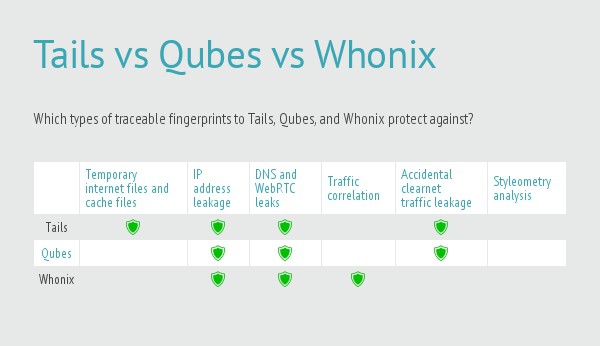 Tails vs Qubes vs Whonix
Which types of traceable fingerprints to Tails, Qubes, and Whonix protect against?
Temporary
internet files and
cache files
IP
address
leakage
DNS and
WebRTC
leaks
Traffic
correlation
Accidental
clearnet
traffic leakage
Styleometry
analysis
Tails
Qubes
Whonix